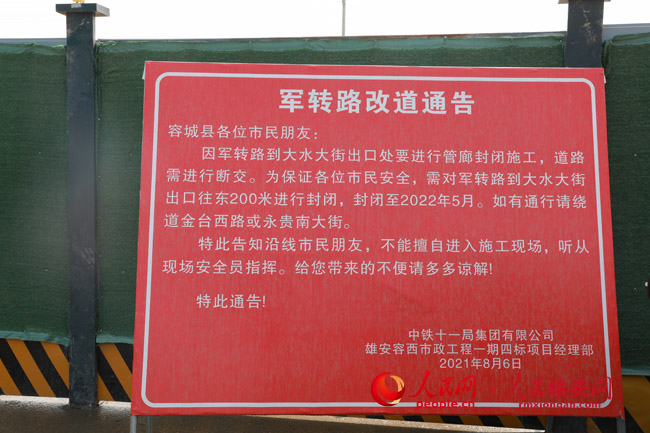 军转路改道通告
容城县各位市民朋友：
因军转路到大水大街出口处要进行管廊封闭施工，道路
需进行断交。为保证各位市民安全，需对军转路到大水大街
出口往东200米进行封闭，封闭至2022年5月。如有通行请绕
道金台西路或永贵南大街。
特此告知沿线市民朋友，不能擅自进入施工现场，听从
现场安全员指挥。给您带来的不便请多多谅解!
特此通告!
中铁十一局集团有限公司
雄安容西市政工程一期四标项目经理部
2021年8月6日
人民网
people.cn
rmxiongan.com